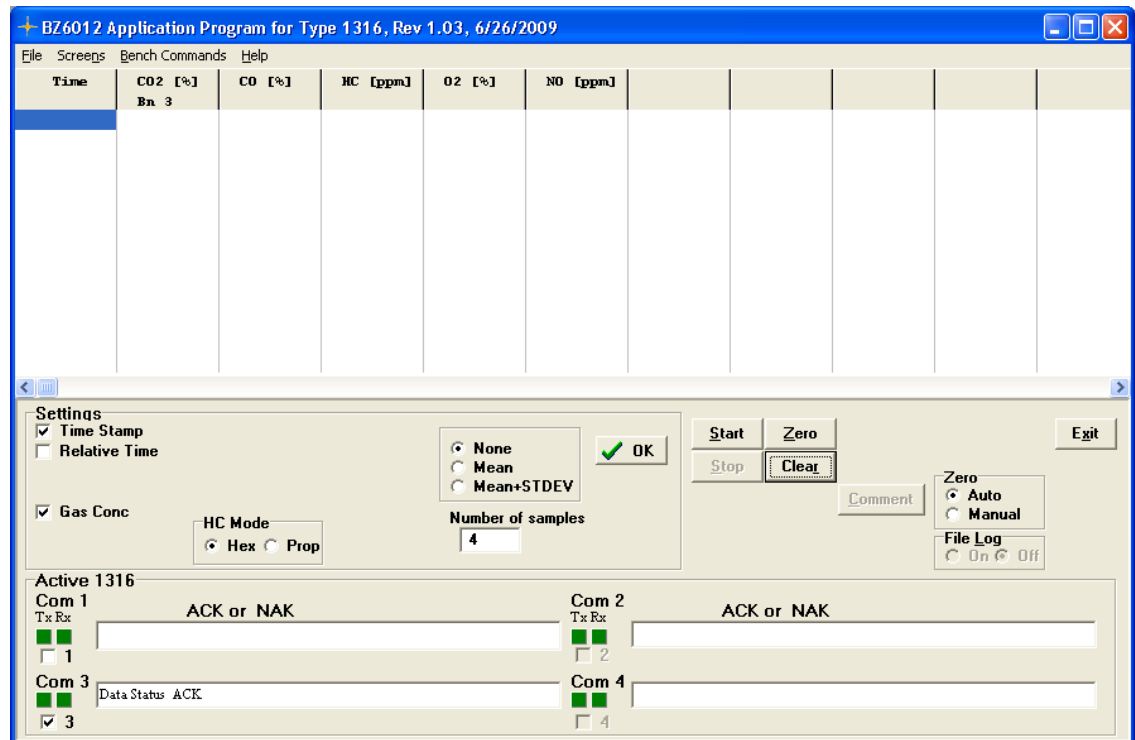 BZ6012 Application Program for Type 1316, Rev 1.03, 6/26/2009
File Screens Bench Commands Help
Time CO2 [%] CO [%] HC [ppm] O2 [%] NO [ppm]
Bn 3
Settings
Time Stamp
Relative Time
Gas Conc
HC Mode
Hex Prop
None
Mean
Mean+STDEV
OK
Number of samples
4
Start Zero
Stop Clear
Comment
Exit
Zero
Auto
Manual
File Log
On Off
Active 1316
Com 1
Tx Rx
ACK or NAK
1
Com 2
Tx Rx
ACK or NAK
2
Com 3
Data Status ACK
3
Com 4
4